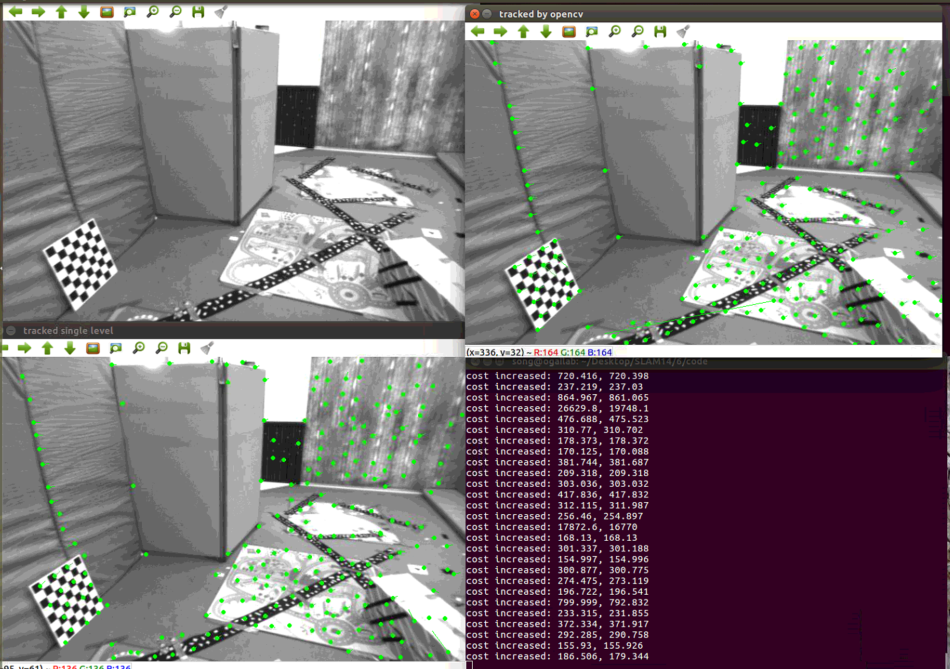 tracked by opencv
(x=336, y=32) ~ R:164 G:164 B:164
tracked single level
song@ogailab: ~/Desktop/SLAM14/6/code
cost increased: 720.416, 720.398
cost increased: 237.219, 237.03
cost increased: 864.967, 861.065
cost increased: 26629.8, 19748.1
cost increased: 476.688, 475.523
cost increased: 310.77, 310.702
cost increased: 178.373, 178.372
cost increased: 170.125, 170.088
cost increased: 381.744, 381.687
cost increased: 209.318, 209.318
cost increased: 303.036, 303.032
cost increased: 417.836, 417.832
cost increased: 312.115, 311.987
cost increased: 256.46, 254.897
cost increased: 17872.6, 16770
cost increased: 168.13, 168.13
cost increased: 301.337, 301.188
cost increased: 154.997, 154.996
cost increased: 300.877, 300.775
cost increased: 274.475, 273.119
cost increased: 196.722, 196.541
cost increased: 799.999, 792.832
cost increased: 233.315, 231.855
cost increased: 372.334, 371.917
cost increased: 292.285, 290.758
cost increased: 155.93, 155.926
cost increased: 186.506, 179.344
y=61) ~ R:136 G:136 B:136